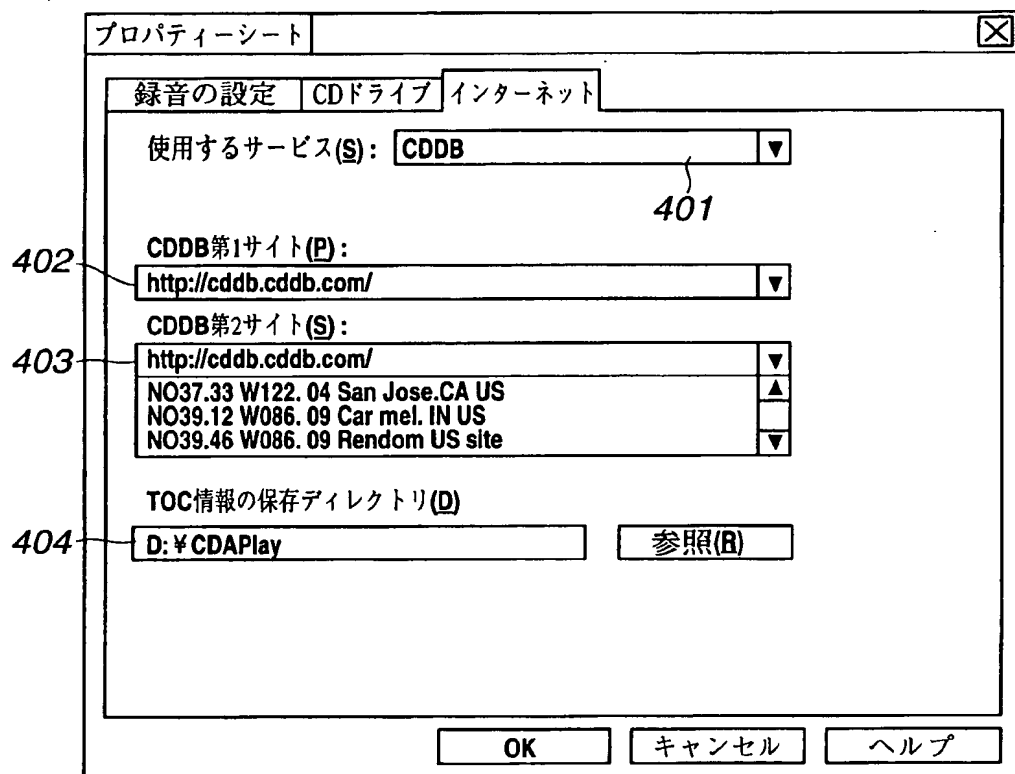 プロパティーシート
録音の設定 CDドライブ インターネット
使用するサービス(S): CDDB
401
CDDB第1サイト(P):
402
http://cddb.cddb.com/
CDDB第2サイト(S):
403
http://cddb.cddb.com/
NO37.33 W122. 04 San Jose.CA US
NO39.12 W086. 09 Car mel. IN US
NO39.46 W086. 09 Rendom US site
TOC情報の保存ディレクトリ(D)
404
D:¥CDAPlay 参照(R)
OK キャンセル ヘルプ